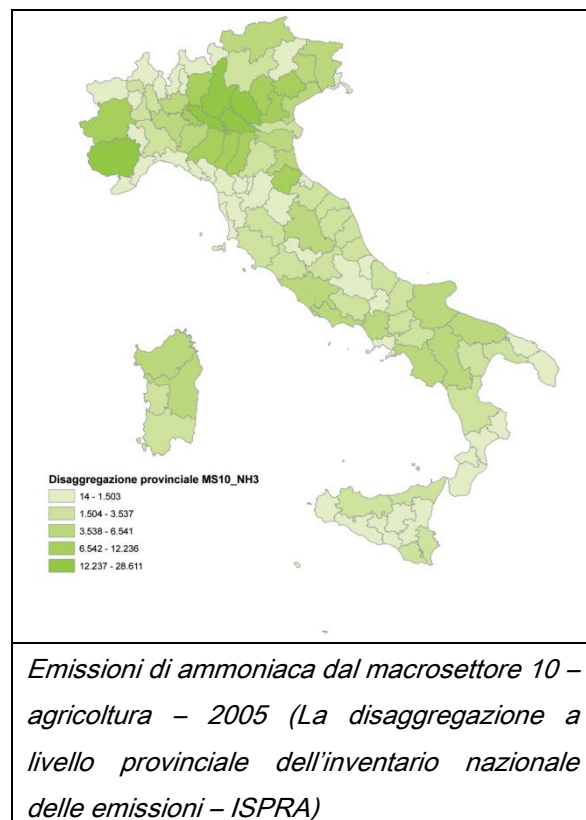 Disaggregazione provinciale MS10_NH3
14 - 1.503
1.504 - 3.537
3.538 - 6.541
6.542 - 12.236
12.237 - 28.611
Emissioni di ammoniaca dal macrosettore 10 –
agricoltura – 2005 (La disaggregazione a
livello provinciale dell'inventario nazionale
delle emissioni – ISPRA)